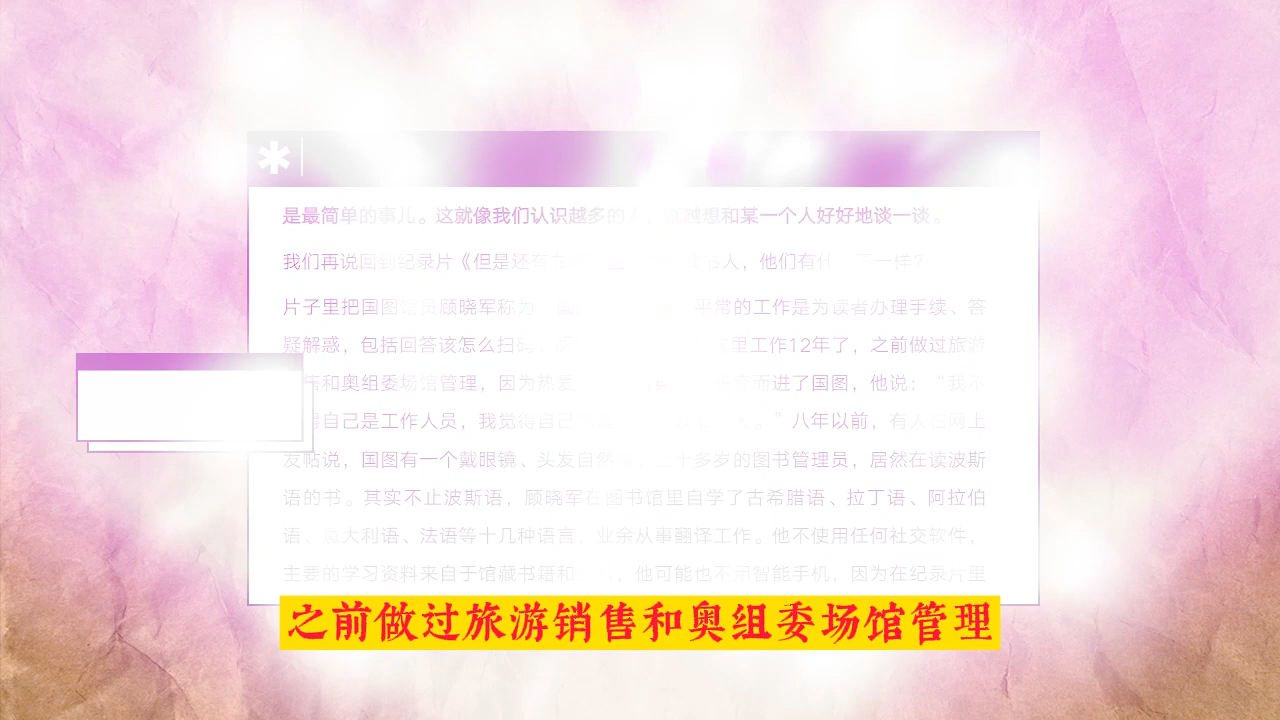 是最简单的事儿。这就像我们认识越多的人，就越想和某一个人好好地谈一谈。
我们再说回到纪录片《但是还有 人，他们有什 不一样？
片子里把国图馆员顾晓军称为 平常的工作是为读者办理手续、答
疑解惑，包括回答该怎么扫码 里工作12年了，之前做过旅游
和奥组委场馆管理，因为热爱 而进了国图，他说：“我不
得自己是工作人员，我觉得自己 。”八年以前，有人在网上
发帖说，国图有一个戴眼镜、头发自然 十多岁的图书管理员，居然在读波斯
语的书。其实不止波斯语，顾晓军在图书馆里自学了古希腊语、拉丁语、阿拉伯
语、意大利语、法语等十几种语言，业余从事翻译工作。他不使用任何社交软件，
主要的学习资料来自于馆藏书籍和 ，他可能也不用智能手机，因为在纪录片里
之前做过旅游销售和奥组委场馆管理